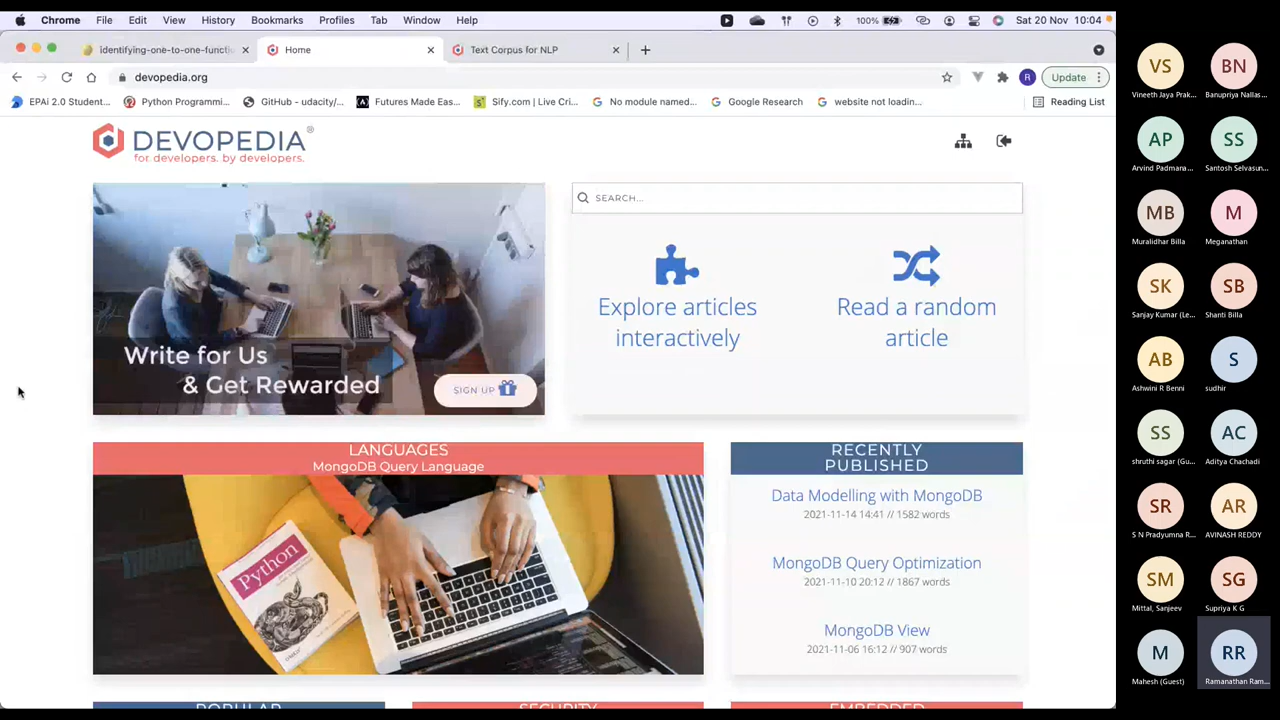 Chrome File Edit View History Bookmarks Profiles Tab Window Help 100% Sat 20 Nov 10:04
identifying-one-to-one-functi Home Text Corpus for NLP
devopedia.org R Update
EPAi 2.0 Student... Python Programmi... GitHub - udacity/... Futures Made Eas... Sify.com | Live Cri... No module named... Google Research website not loadin... Reading List
DEVOPEDIA®
for developers. by developers.
SEARCH...
Write for Us
& Get Rewarded
SIGN UP
Explore articles
interactively
Read a random
article
LANGUAGES
MongoDB Query Language
Python
RECENTLY
PUBLISHED
Data Modelling with MongoDB
2021-11-14 14:41 // 1582 words
MongoDB Query Optimization
2021-11-10 20:12 // 1867 words
MongoDB View
2021-11-06 16:12 // 907 words
POPULAR
SECURITY
EMBEDDED
VS BN
Vineeth Jaya Prak... Banupriya Nallas...
AP SS
Arvind Padmana... Santosh Selvasun...
MB M
Muralidhar Billa Meganathan
SK SB
Sanjay Kumar (Le... Shanti Billa
AB S
Ashwini R Benni sudhir
SS AC
shruthi sagar (Gu... Aditya Chachadi
SR AR
S N Pradyumna R... AVINASH REDDY
SM SG
Mittal, Sanjeev Supriya K G
M RR
Mahesh (Guest) Ramanathan Ram...